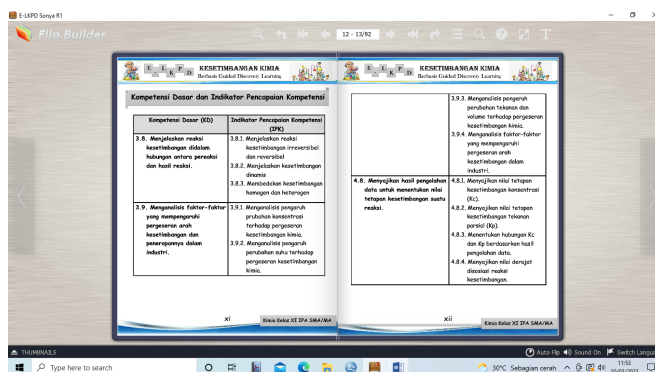 E-LKPD Sonya R1
Flip Builder
12 - 13/92
E_LKPD
KESETIMBANGAN KIMIA
Berbasis Guided Discovery Learning
Kompetensi Dasar dan Indikator Pencapaian Kompetensi
Kompetensi Dasar (KD)
Indikator Pencapaian Kompetensi
(IPK)
3.8. Menjelaskan reaksi
kesetimbangan didalam
hubungan antara pereaksi
dan hasil reaksi.
3.8.1. Menjelaskan reaksi
kesetimbangan irreversibel
dan reversibel
3.8.2. Menjelaskan kesetimbangan
dinamis
3.8.3. Membedakan kesetimbangan
homogen dan heterogen
3.9. Menganalisis faktor-faktor
yang mempengaruhi
pergeseran arah
kesetimbangan dan
penerapannya dalam
industri.
3.9.1. Menganalisis pengaruh
prubahan konsentrasi
terhadap pergeseran
kesetimbangan kimia.
3.9.2. Menganalisis pengaruh
perubahan suhu terhadap
pergeseran kesetimbangan
kimia.
xi
Kimia Kelas XI IPA SMA/MA
E_LKPD
KESETIMBANGAN KIMIA
Berbasis Guided Discovery Learning
3.9.3. Menganalisis pengaruh
perubahan tekanan dan
volume terhadap pergeseran
kesetimbangan kimia.
3.9.4. Menganalisis faktor-faktor
yang mempengaruhi
pergeseran arah
kesetimbangan dalam
industri.
4.8. Menyajikan hasil pengolahan
data untuk menentukan nilai
tetapan kesetimbangan suatu
reaksi.
4.8.1. Menyajikan nilai tetapan
kesetimbangan konsentrasi
(Kc).
4.8.2. Menyajikan nilai tetapan
kesetimbangan tekanan
parsial (Kp).
4.8.3. Menentukan hubungan Kc
dan Kp berdasarkan hasil
pengolahan data.
4.8.4. Menyajikan nilai derajat
disosiasi reaksi
kesetimbangan.
xii
Kimia Kelas XI IPA SMA/MA
THUMBNAILS
Auto Flip
Sound On
Switch Langua
Type here to search
30°C Sebagian cerah
11:53
10/03/2023